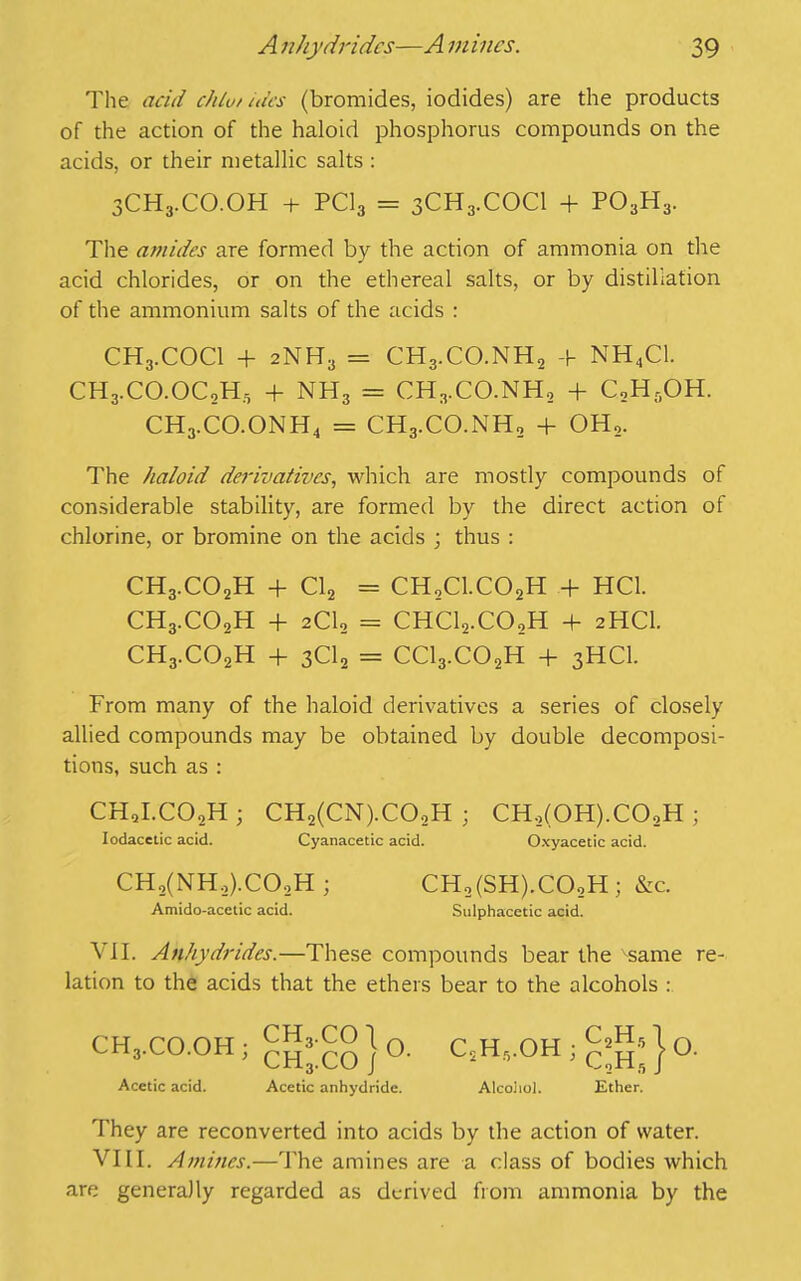 Anhydrides—Amines. 39
The acid chlorides (bromides, iodides) are the products
of the action of the haloid phosphorus compounds on the
acids, or their metallic salts :
3CH₃.CO.OH + PCl₃ = 3CH₃.COCl + PO₃H₃.
The amides are formed by the action of ammonia on the
acid chlorides, or on the ethereal salts, or by distillation
of the ammonium salts of the acids :
CH₃.COCl + 2NH₃ = CH₃.CO.NH₂ + NH₄Cl.
CH₃.CO.OC₂H₅ + NH₃ = CH₃.CO.NH₂ + C₂H₅OH.
CH₃.CO.ONH₄ = CH₃.CO.NH₂ + OH₂.
The haloid derivatives, which are mostly compounds of
considerable stability, are formed by the direct action of
chlorine, or bromine on the acids ; thus :
CH₃.CO₂H + Cl₂ = CH₂Cl.CO₂H + HCl.
CH₃.CO₂H + 2Cl₂ = CHCl₂.CO₂H + 2HCl.
CH₃.CO₂H + 3Cl₂ = CCl₃.CO₂H + 3HCl.
From many of the haloid derivatives a series of closely
allied compounds may be obtained by double decomposi-
tions, such as :
CH₂I.CO₂H ; CH₂(CN).CO₂H ; CH₂(OH).CO₂H ;
Iodacetic acid. Cyanacetic acid. Oxyacetic acid.
CH₂(NH₂).CO₂H ; CH₂(SH).CO₂H ; &c.
Amido-acetic acid. Sulphacetic acid.
VII. Anhydrides.—These compounds bear the same re-
lation to the acids that the ethers bear to the alcohols :
CH₃.CO.OH ; CH₃.CO } O. C₂H₅.OH ; C₂H₅ } O.
CH₃.CO C₂H₅
Acetic acid. Acetic anhydride. Alcohol. Ether.
They are reconverted into acids by the action of water.
VIII. Amines.—The amines are a class of bodies which
are generally regarded as derived from ammonia by the